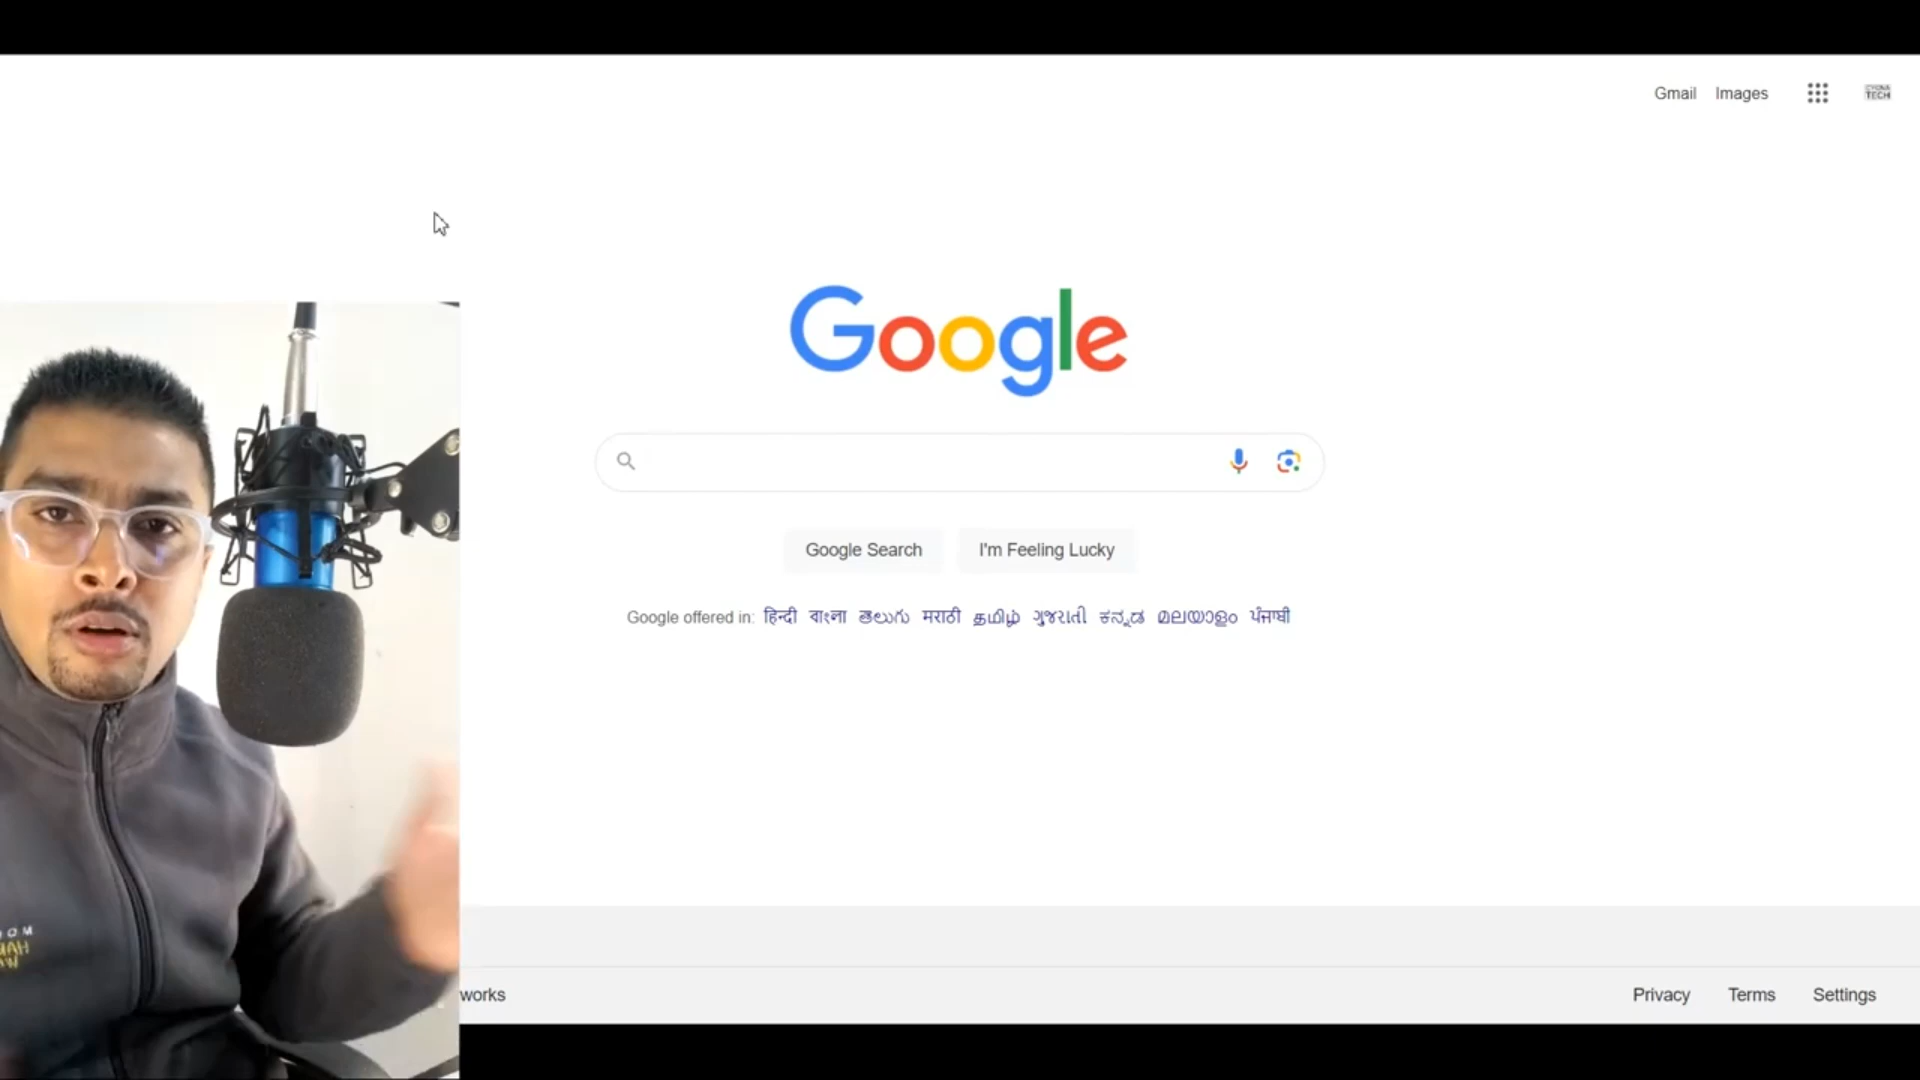 Gmail Images
TECH
Google
Google Search I'm Feeling Lucky
Google offered in: हिन्दी বাংলা తెలుగు मराठी தமிழ் ગુજરાતી ಕನ್ನಡ മലയാളം ਪੰਜਾਬੀ
works Privacy Terms Settings